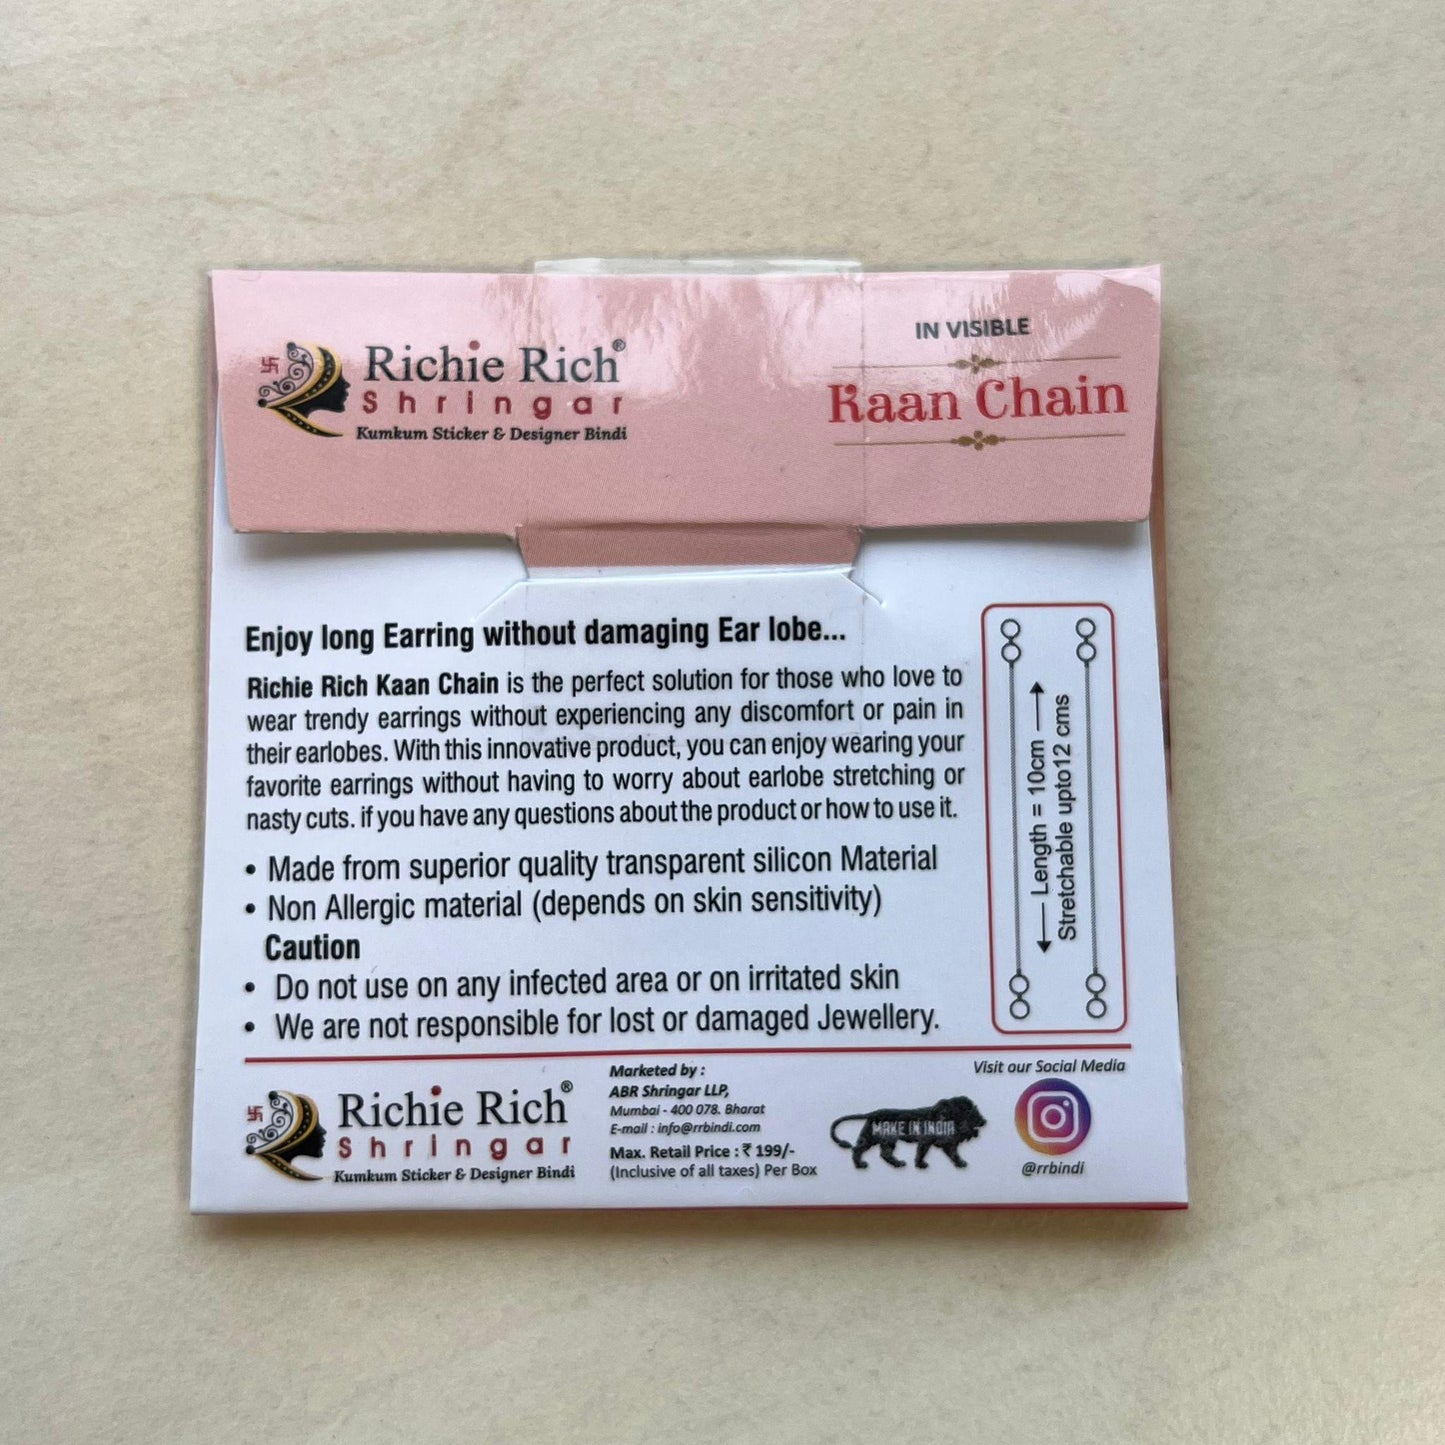 Richie Rich®
Shringar
Kumkum Sticker & Designer Bindi
IN VISIBLE
Kaan Chain
Enjoy long Earring without damaging Ear lobe...
Richie Rich Kaan Chain is the perfect solution for those who love to
wear trendy earrings without experiencing any discomfort or pain in
their earlobes. With this innovative product, you can enjoy wearing your
favorite earrings without having to worry about earlobe stretching or
nasty cuts. if you have any questions about the product or how to use it.
• Made from superior quality transparent silicon Material
• Non Allergic material (depends on skin sensitivity)
Caution
• Do not use on any infected area or on irritated skin
• We are not responsible for lost or damaged Jewellery.
Length = 10cm
Stretchable upto12 cms
Richie Rich®
Shringar
Kumkum Sticker & Designer Bindi
Marketed by :
ABR Shringar LLP,
Mumbai - 400 078. Bharat
E-mail : info@rrbindi.com
Max. Retail Price : ₹ 199/-
(Inclusive of all taxes) Per Box
MAKE IN INDIA
Visit our Social Media
@rrbindi